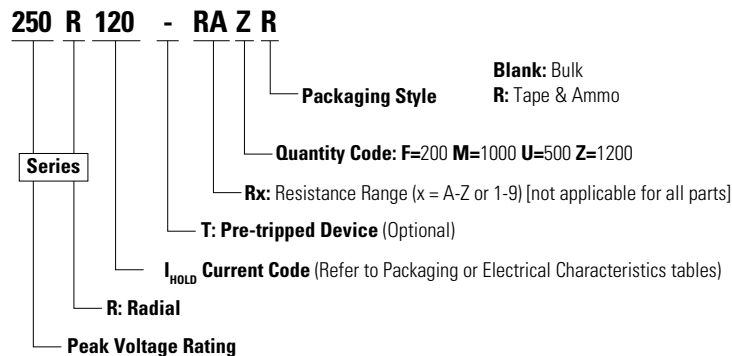 250 R 120 - RA Z R
Blank: Bulk
Packaging Style R: Tape & Ammo
Quantity Code: F=200 M=1000 U=500 Z=1200
Series
Rx: Resistance Range (x = A-Z or 1-9) [not applicable for all parts]
T: Pre-tripped Device (Optional)
IHOLD Current Code (Refer to Packaging or Electrical Characteristics tables)
R: Radial
Peak Voltage Rating